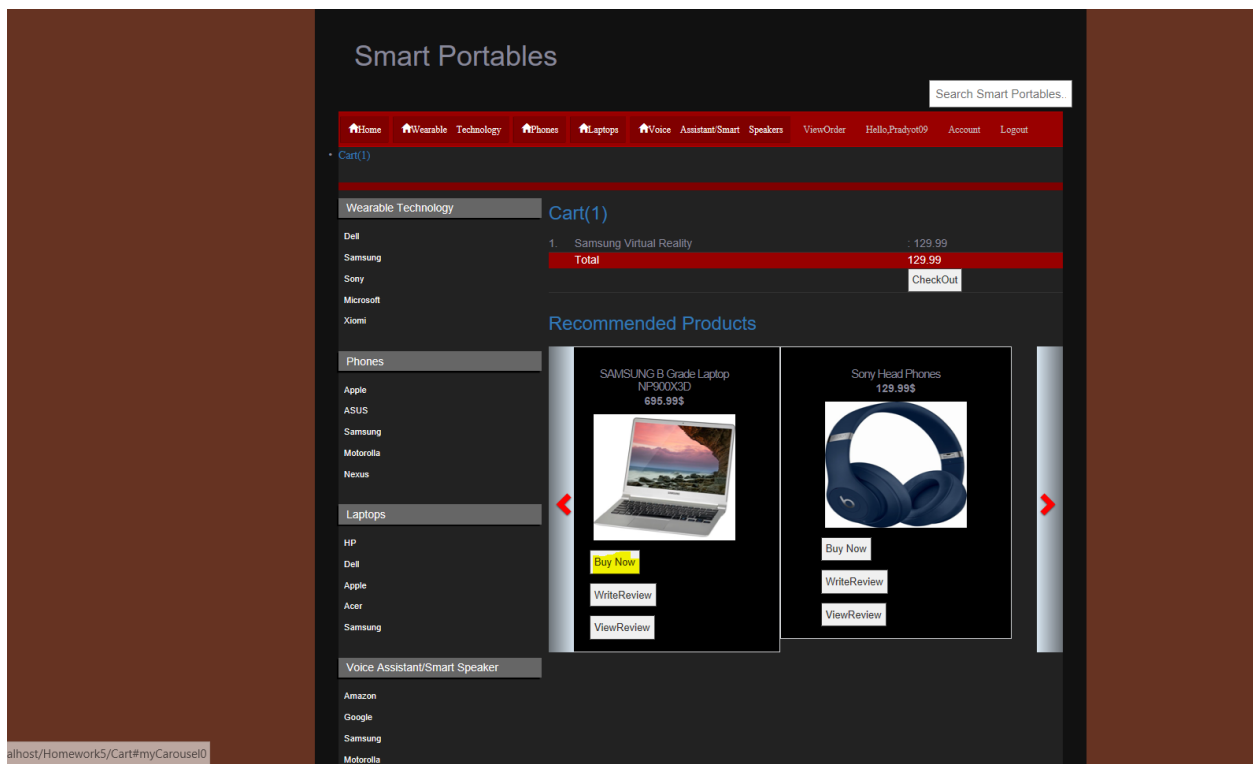 Smart Portables
Search Smart Portables.
Home Wearable Technology Phones Laptops Voice Assistant/Smart Speakers ViewOrder Hello,Pradyot09 Account Logout
• Cart(1)
Wearable Technology
Dell
Samsung
Sony
Microsoft
Xiomi
Phones
Apple
ASUS
Samsung
Motorolla
Nexus
Laptops
HP
Dell
Apple
Acer
Samsung
Voice Assistant/Smart Speaker
Amazon
Google
Samsung
Motorolla
Cart(1)
1. Samsung Virtual Reality : 129.99
Total 129.99
CheckOut
Recommended Products
SAMSUNG B Grade Laptop
NP900X3D
695.99$
SAMSUNG
Buy Now
WriteReview
ViewReview
Sony Head Phones
129.99$
b
Buy Now
WriteReview
ViewReview
alhost/Homework5/Cart#myCarousel0